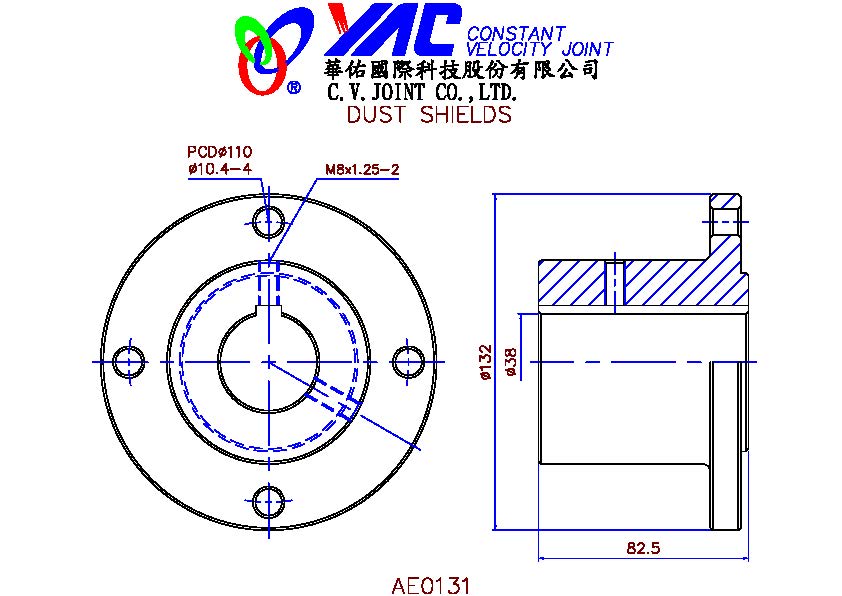 YAC CONSTANT
VELOCITY JOINT
華佑國際科技股份有限公司
®
C.V.JOINT CO.,LTD.
DUST SHIELDS
PCDø110
ø10.4-4
M8x1.25-2
ø132
ø38
82.5
AE0131